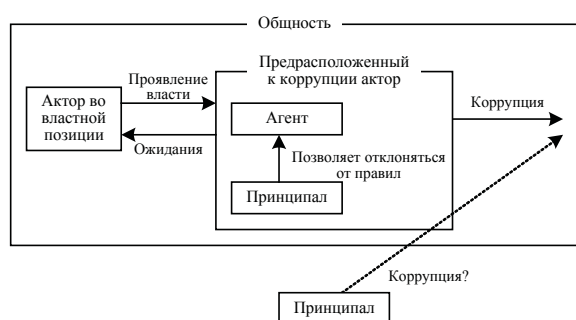 Общность
Предрасположенный
к коррупции актор
Проявление
власти
Актор во
властной
позиции
Ожидания
Агент
Позволяет отклоняться
от правил
Принципал
Коррупция
Коррупция?
Принципал